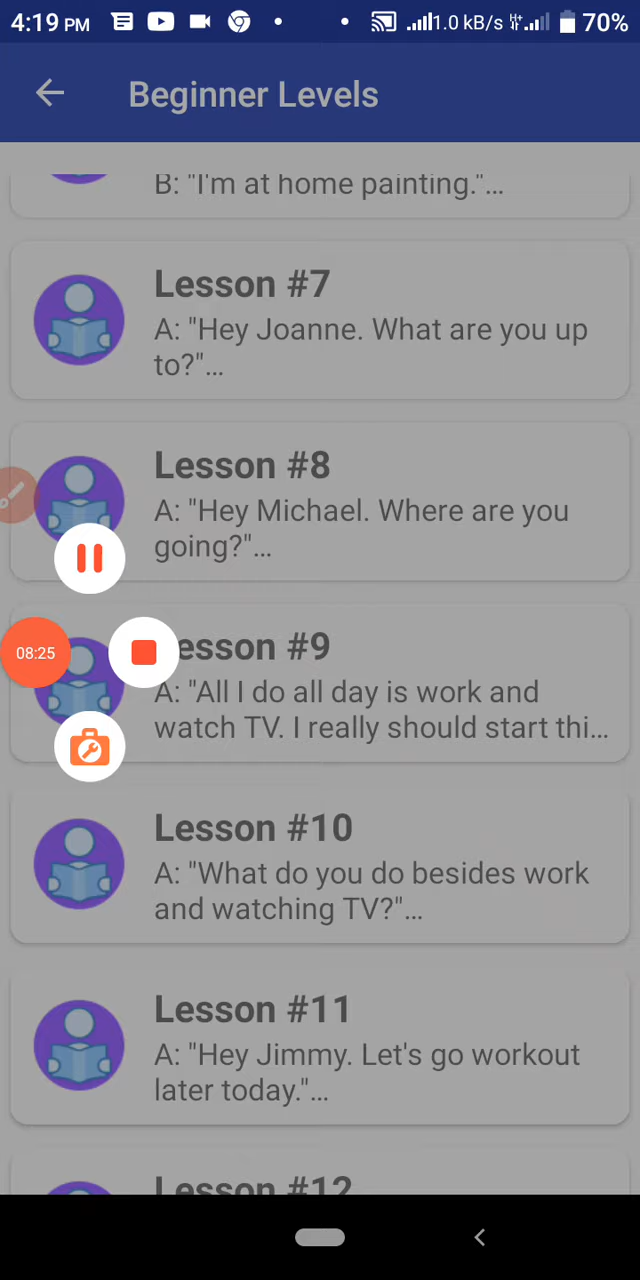 4:19 PM 1.0 kB/s 70%
Beginner Levels
B: "I'm at home painting."...
Lesson #7
A: "Hey Joanne. What are you up
to?"...
Lesson #8
A: "Hey Michael. Where are you
going?"...
08:25
esson #9
A: "All I do all day is work and
watch TV. I really should start thi...
Lesson #10
A: "What do you do besides work
and watching TV?"...
Lesson #11
A: "Hey Jimmy. Let's go workout
later today."...
Lesson #12